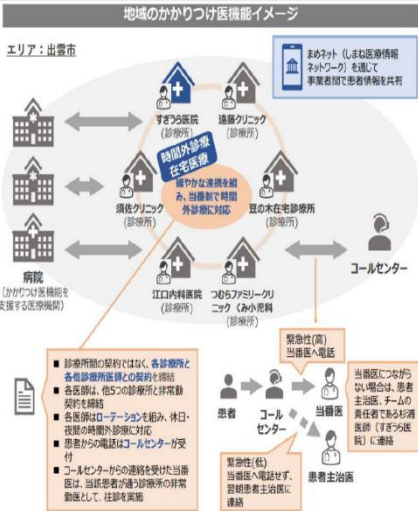 地域のかかりつけ医機能イメージ
エリア：出雲市
まめネット（しまね医療情報
ネットワーク）を通じて
事業者間で患者情報を共有
すぎうら医院
(診療所)
遠藤クリニック
(診療所)
時間外診療
在宅医療
緩やかな連携を組
み、当番制で時間
外診療に対応
須佐クリニック
(診療所)
豆の木在宅診療所
(診療所)
江口内科医院
(診療所)
つむらファミリークリ
ニック くみ小児科
(診療所)
病院
(かかりつけ医機能を
支援する医療機関)
コールセンター
■ 診療所間の契約ではなく、各診療所と
各他診療所医師との契約を締結
■ 各医師は、他5つの診療所と非常勤
契約を締結
■ 各医師はローテーションを組み、休日・
夜間の時間外診療に対応
■ 患者からの電話はコールセンターが受
付
■ コールセンターからの連絡を受けた当番
医は、当該患者が通う診療所の非常
勤医として、往診を実施
緊急性(高)
当番医へ電話
患者
コール
センター
当番医
患者主治医
当番医につながら
ない場合は、患者
主治医、チームの
責任者である杉浦
医師（すぎうら医
院）に連絡
緊急性(低)
当番医へ電話せず、
翌朝患者主治医に
連絡